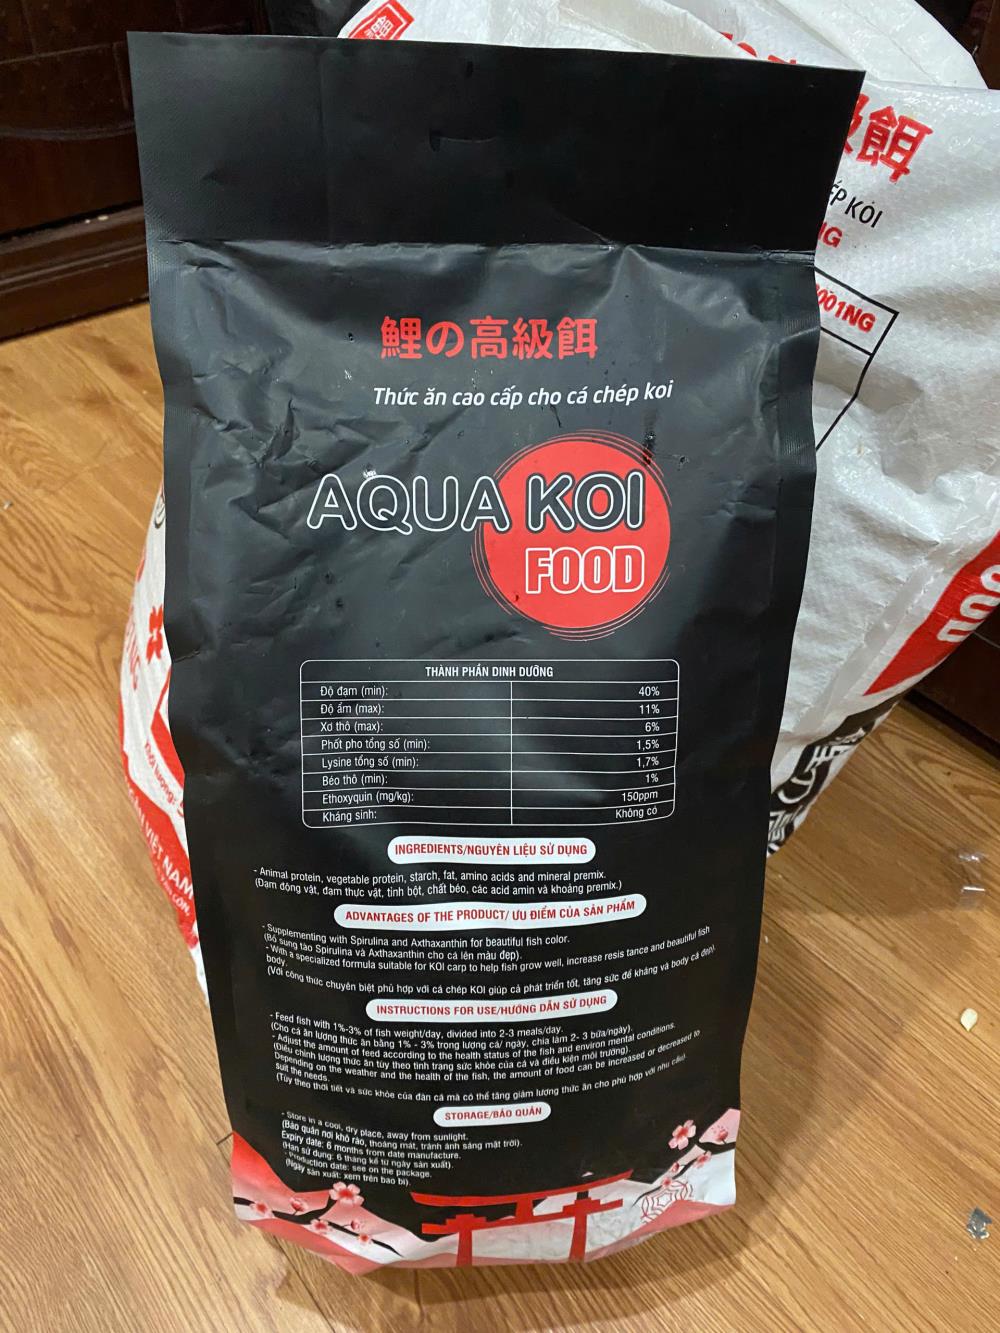 鯉の高級餌
Thức ăn cao cấp cho cá chép koi
AQUA KOI
FOOD
THÀNH PHẦN DINH DƯỠNG
Độ đạm (min): 40%
Độ ẩm (max): 11%
Xơ thô (max): 6%
Phốt pho tổng số (min): 1,5%
Lysine tổng số (min): 1,7%
Béo thô (min): 1%
Ethoxyquin (mg/kg): 150ppm
Kháng sinh: Không có
INGREDIENTS/NGUYÊN LIỆU SỬ DỤNG
- Animal protein, vegetable protein, starch, fat, amino acids and mineral premix.
(Đạm động vật, đạm thực vật, tinh bột, chất béo, các acid amin và khoáng premix.)
ADVANTAGES OF THE PRODUCT/ ƯU ĐIỂM CỦA SẢN PHẨM
- Supplementing with Spirulina and Axthaxanthin for beautiful fish color.
(Bổ sung tảo Spirulina và Axthaxanthin cho cá lên màu đẹp).
- With a specialized formula suitable for KOI carp to help fish grow well, increase resis tance and beautiful fish
body.
(Với công thức chuyên biệt phù hợp với cá chép KOI giúp cá phát triển tốt, tăng sức đề kháng và body cá đẹp).
INSTRUCTIONS FOR USE/HƯỚNG DẪN SỬ DỤNG
- Feed fish with 1%-3% of fish weight/day, divided into 2-3 meals/day.
(Cho cá ăn lượng thức ăn bằng 1% - 3% trọng lượng cá/ ngày, chia làm 2- 3 bữa/ngày).
- Adjust the amount of feed according to the health status of the fish and environ mental conditions.
(Điều chỉnh lượng thức ăn tùy theo tình trạng sức khỏe của cá và điều kiện môi trường).
Depending on the weather and the health of the fish, the amount of food can be increased or decreased to
suit the needs.
(Tùy theo thời tiết và sức khỏe của đàn cá mà có thể tăng giảm lượng thức ăn cho phù hợp với nhu cầu).
STORAGE/BẢO QUẢN
- Store in a cool, dry place, away from sunlight.
(Bảo quản nơi khô ráo, thoáng mát, tránh ánh sáng mặt trời).
Expiry date: 6 months from date manufacture.
(Hạn sử dụng: 6 tháng kể từ ngày sản xuất).
- Production date: see on the package.
(Ngày sản xuất: xem trên bao bì).
餌
ÉP KOI
NG
001NG
VIỆT NAM